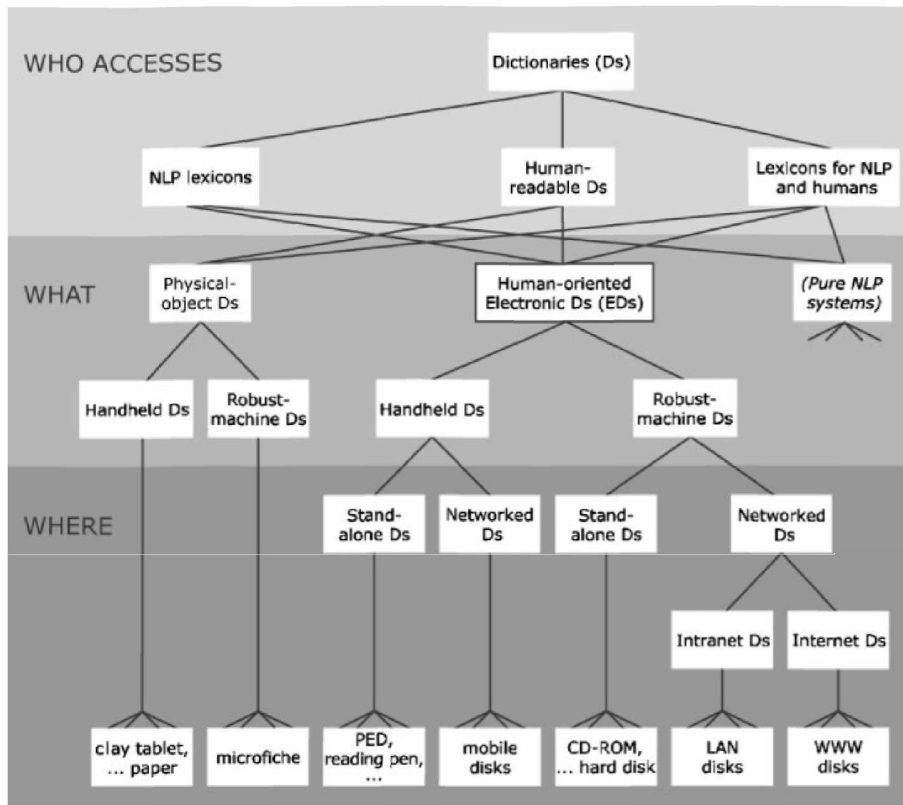 WHO ACCESSES
Dictionaries (Ds)
NLP lexicons
Human-
readable Ds
Lexicons for NLP
and humans
WHAT
Physical-
object Ds
Human-oriented
Electronic Ds (EDs)
(Pure NLP
systems)
Handheld Ds
Robust-
machine Ds
Handheld Ds
Robust-
machine Ds
WHERE
Stand-
alone Ds
Networked
Ds
Stand-
alone Ds
Networked
Ds
Intranet Ds
Internet Ds
clay tablet,
... paper
microfiche
PED,
reading pen,
...
mobile
disks
CD-ROM,
... hard disk
LAN
disks
WWW
disks